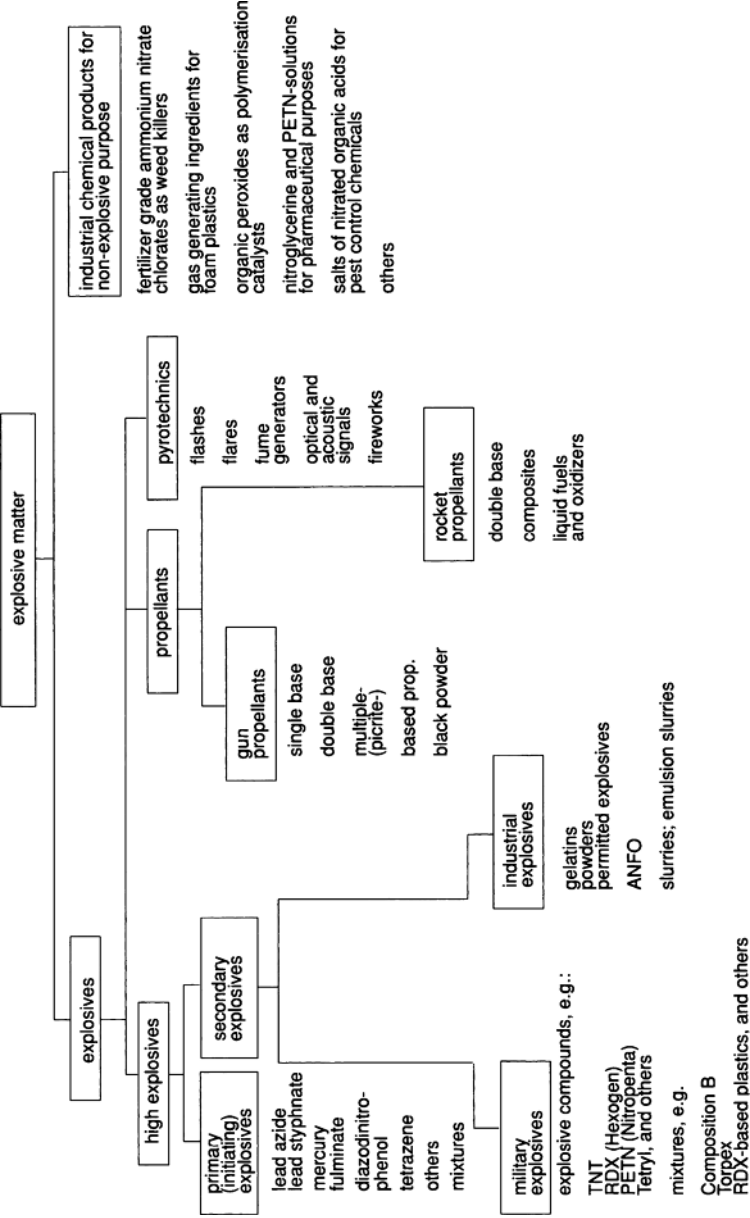 explosive matter
explosives
industrial chemical products for
non-explosive purpose
fertilizer grade ammonium nitrate
chlorates as weed killers
gas generating ingredients for
foam plastics
organic peroxides as polymerisation
catalysts
nitroglycerine and PETN-solutions
for pharmaceutical purposes
salts of nitrated organic acids for
pest control chemicals
others
high explosives
propellants
pyrotechnics
flashes
flares
fume
generators
optical and
acoustic
signals
fireworks
primary
(initiating)
explosives
lead azide
lead styphnate
mercury
fulminate
diazodinitro-
phenol
tetrazene
others
mixtures
secondary
explosives
gun
propellants
single base
double base
multiple-
(picrite-)
based prop.
black powder
rocket
propellants
double base
composites
liquid fuels
and oxidizers
military
explosives
explosive compounds, e.g.:
TNT
RDX (Hexogen)
PETN (Nitropenta)
Tetryl, and others
mixtures, e.g.
Composition B
Torpex
RDX-based plastics, and others
industrial
explosives
gelatins
powders
permitted explosives
ANFO
slurries; emulsion slurries